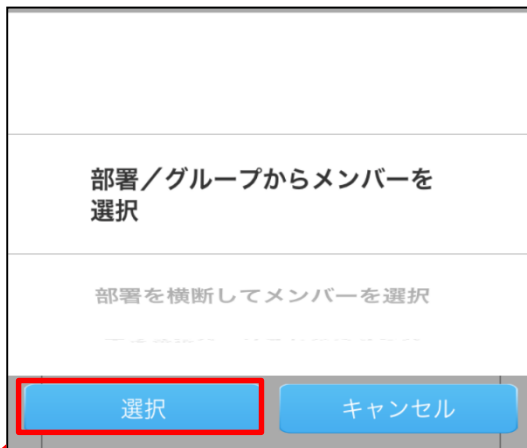 部署／グループからメンバーを
選択
部署を横断してメンバーを選択
選択
キャンセル